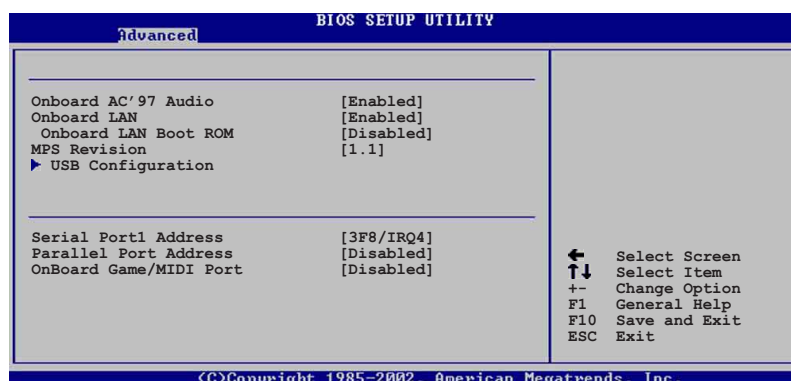 BIOS SETUP UTILITY
Advanced
Onboard AC'97 Audio [Enabled]
Onboard LAN [Enabled]
Onboard LAN Boot ROM [Disabled]
MPS Revision [1.1]
USB Configuration
Serial Port1 Address [3F8/IRQ4]
Parallel Port Address [Disabled]
OnBoard Game/MIDI Port [Disabled]
Select Screen
Select Item
+- Change Option
F1 General Help
F10 Save and Exit
ESC Exit
(C)Copyright 1985-2002, American Megatrends, Inc.